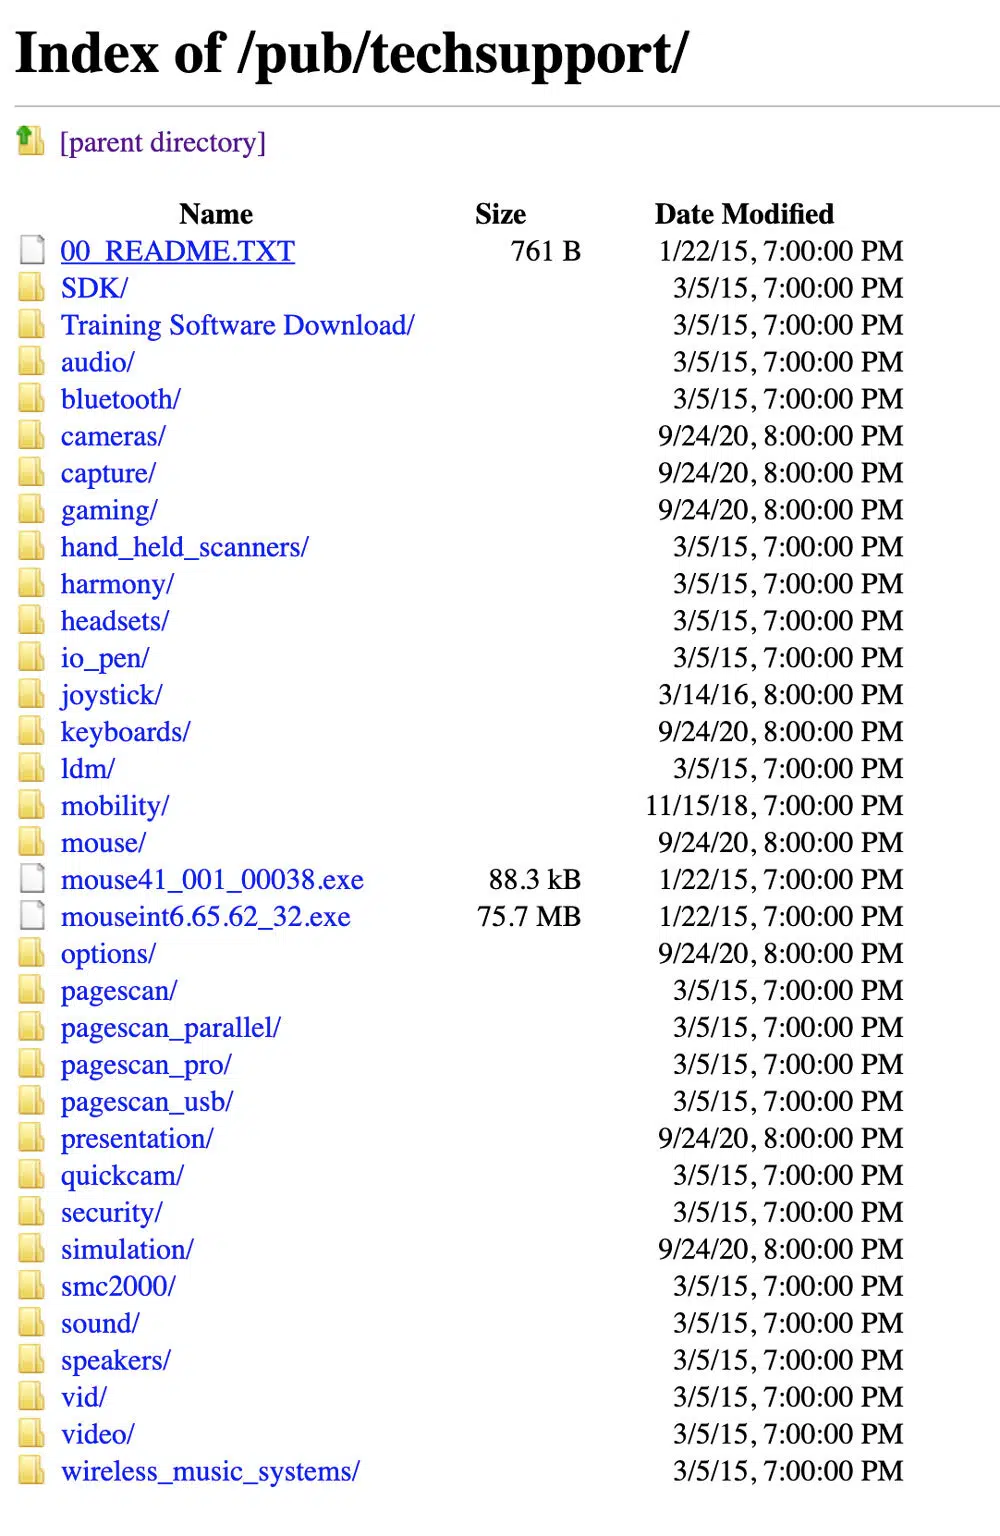 Index of /pub/techsupport/
[parent directory]
Name Size Date Modified
00_README.TXT 761 B 1/22/15, 7:00:00 PM
SDK/ 3/5/15, 7:00:00 PM
Training Software Download/ 3/5/15, 7:00:00 PM
audio/ 3/5/15, 7:00:00 PM
bluetooth/ 3/5/15, 7:00:00 PM
cameras/ 9/24/20, 8:00:00 PM
capture/ 9/24/20, 8:00:00 PM
gaming/ 9/24/20, 8:00:00 PM
hand_held_scanners/ 3/5/15, 7:00:00 PM
harmony/ 3/5/15, 7:00:00 PM
headsets/ 3/5/15, 7:00:00 PM
io_pen/ 3/5/15, 7:00:00 PM
joystick/ 3/14/16, 8:00:00 PM
keyboards/ 9/24/20, 8:00:00 PM
ldm/ 3/5/15, 7:00:00 PM
mobility/ 11/15/18, 7:00:00 PM
mouse/ 9/24/20, 8:00:00 PM
mouse41_001_00038.exe 88.3 kB 1/22/15, 7:00:00 PM
mouseint6.65.62_32.exe 75.7 MB 1/22/15, 7:00:00 PM
options/ 9/24/20, 8:00:00 PM
pagescan/ 3/5/15, 7:00:00 PM
pagescan_parallel/ 3/5/15, 7:00:00 PM
pagescan_pro/ 3/5/15, 7:00:00 PM
pagescan_usb/ 3/5/15, 7:00:00 PM
presentation/ 9/24/20, 8:00:00 PM
quickcam/ 3/5/15, 7:00:00 PM
security/ 3/5/15, 7:00:00 PM
simulation/ 9/24/20, 8:00:00 PM
smc2000/ 3/5/15, 7:00:00 PM
sound/ 3/5/15, 7:00:00 PM
speakers/ 3/5/15, 7:00:00 PM
vid/ 3/5/15, 7:00:00 PM
video/ 3/5/15, 7:00:00 PM
wireless_music_systems/ 3/5/15, 7:00:00 PM